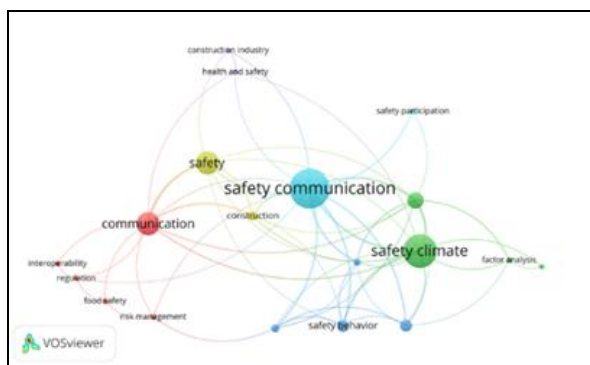 construction industry
health and safety
safety participation
safety
safety communication
communication
construction
safety climate
interoperability
factor analysis
regulation
food safety
risk management
safety behavior
VOSviewer